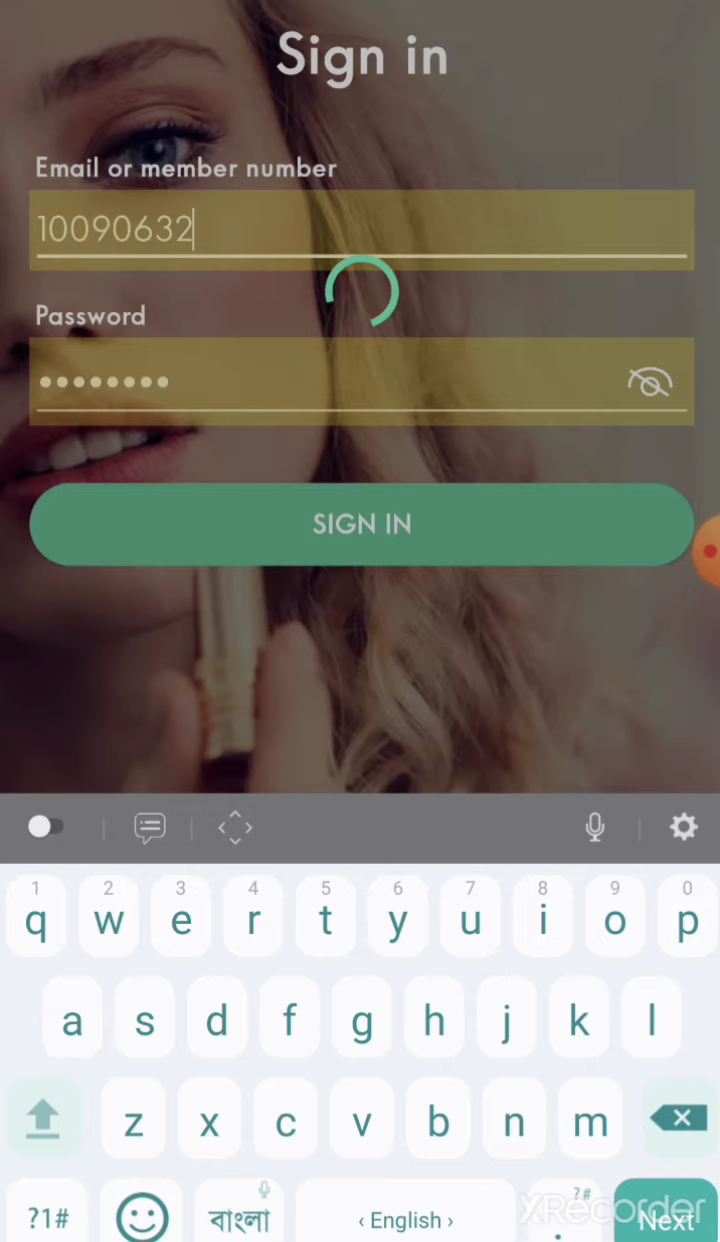 Sign in
Email or member number
10090632
Password
•••••••• 
SIGN IN
1 2 3 4 5 6 7 8 9 0
q w e r t y u i o p
a s d f g h j k l
z x c v b n m
?1# বাংলা ‹ English › ?# . Next
XRecorder